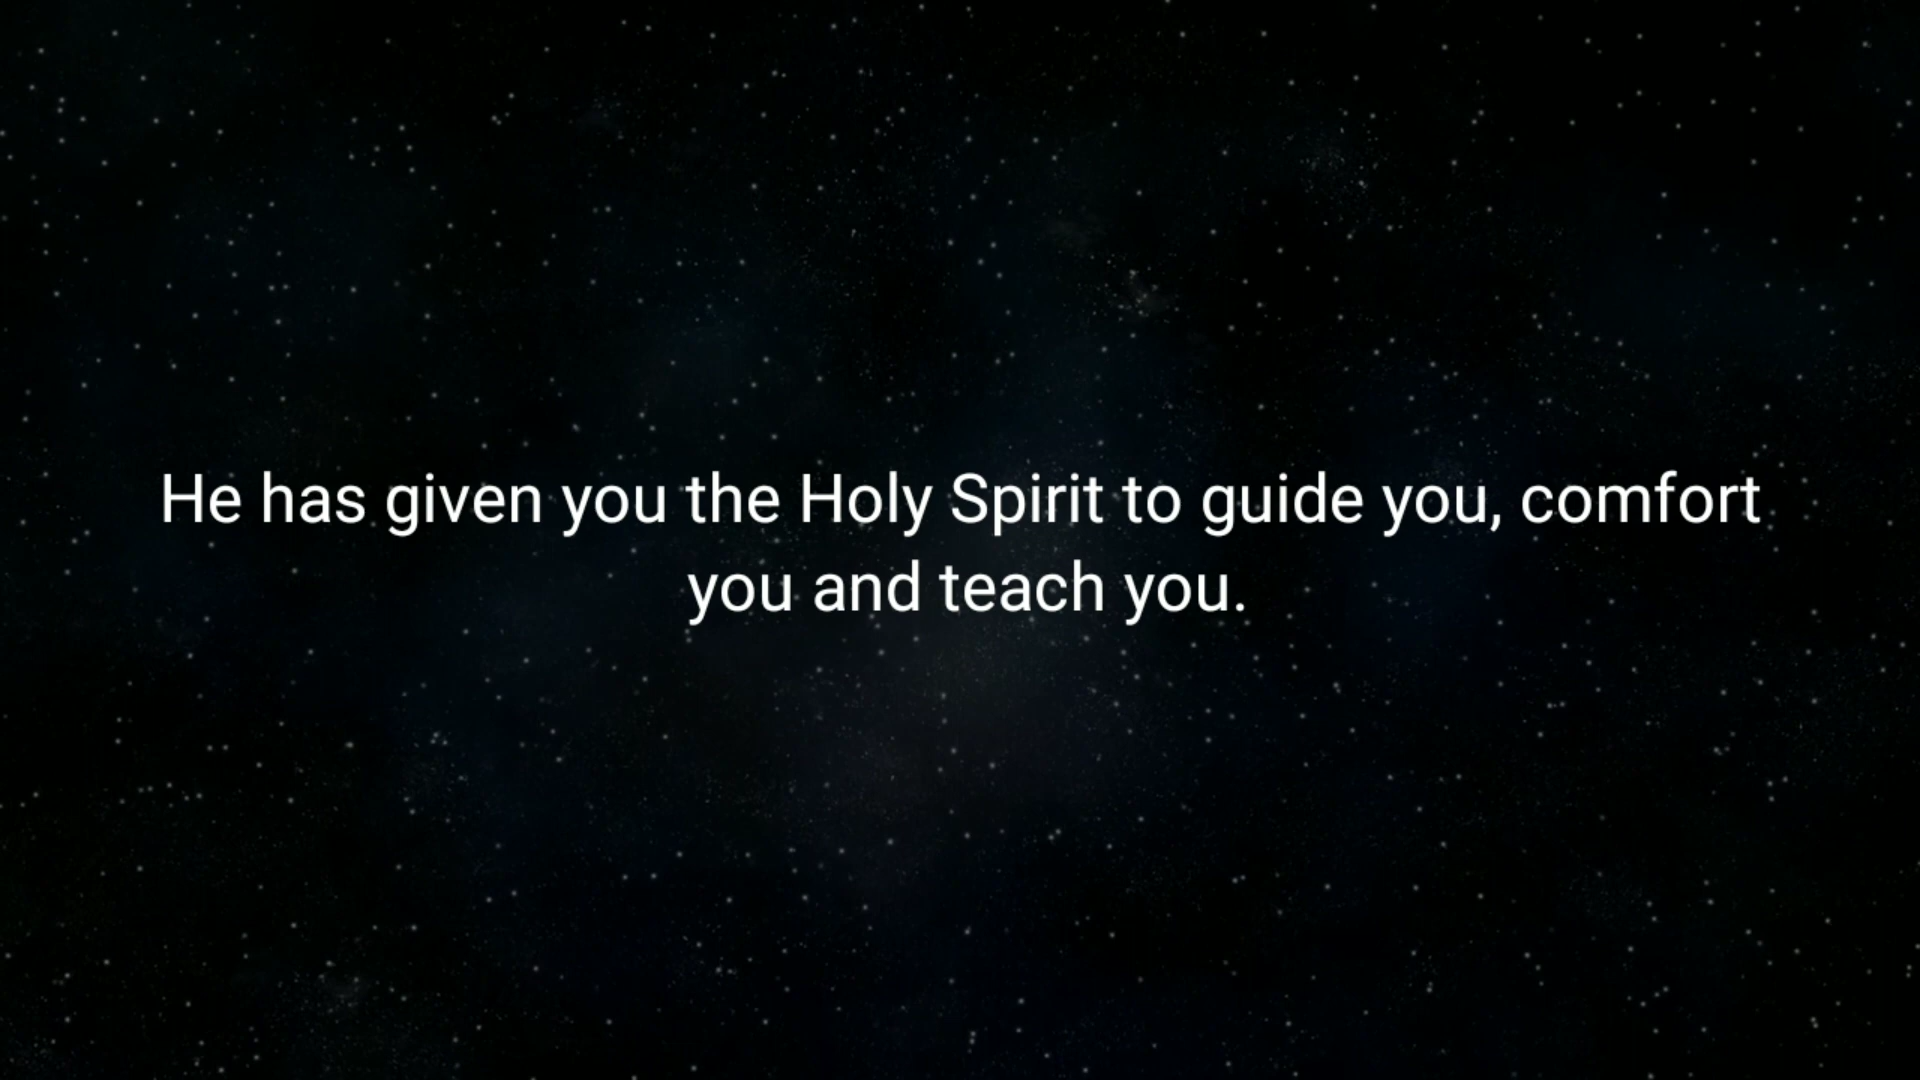 He has given you the Holy Spirit to guide you, comfort
you and teach you.